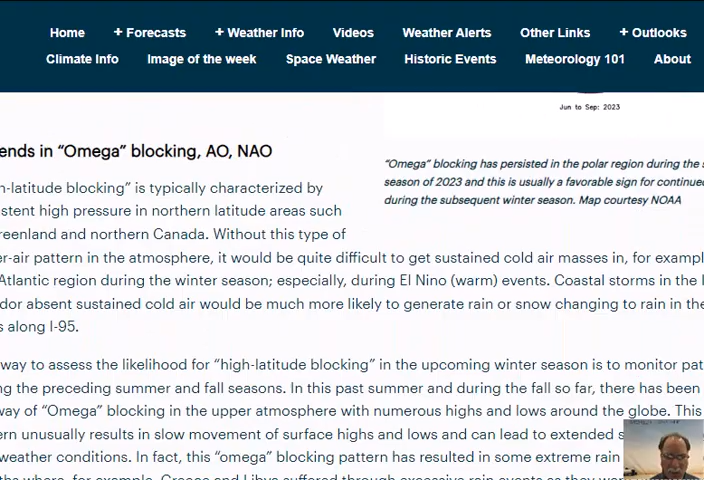 Home + Forecasts + Weather Info Videos Weather Alerts Other Links + Outlooks
Climate Info Image of the week Space Weather Historic Events Meteorology 101 About
Jun to Sep: 2023
ends in “Omega” blocking, AO, NAO
“Omega” blocking has persisted in the polar region during the s
season of 2023 and this is usually a favorable sign for continued
during the subsequent winter season. Map courtesy NOAA
h-latitude blocking” is typically characterized by
stent high pressure in northern latitude areas such
reenland and northern Canada. Without this type of
er-air pattern in the atmosphere, it would be quite difficult to get sustained cold air masses in, for example
Atlantic region during the winter season; especially, during El Nino (warm) events. Coastal storms in the I
dor absent sustained cold air would be much more likely to generate rain or snow changing to rain in the
s along I-95.
way to assess the likelihood for “high-latitude blocking” in the upcoming winter season is to monitor pat
ng the preceding summer and fall seasons. In this past summer and during the fall so far, there has been
way of “Omega” blocking in the upper atmosphere with numerous highs and lows around the globe. This
ern unusually results in slow movement of surface highs and lows and can lead to extended s
weather conditions. In fact, this “omega” blocking pattern has resulted in some extreme rain
ths where, for example, Greece and Libya suffered through excessive rain events as they wer